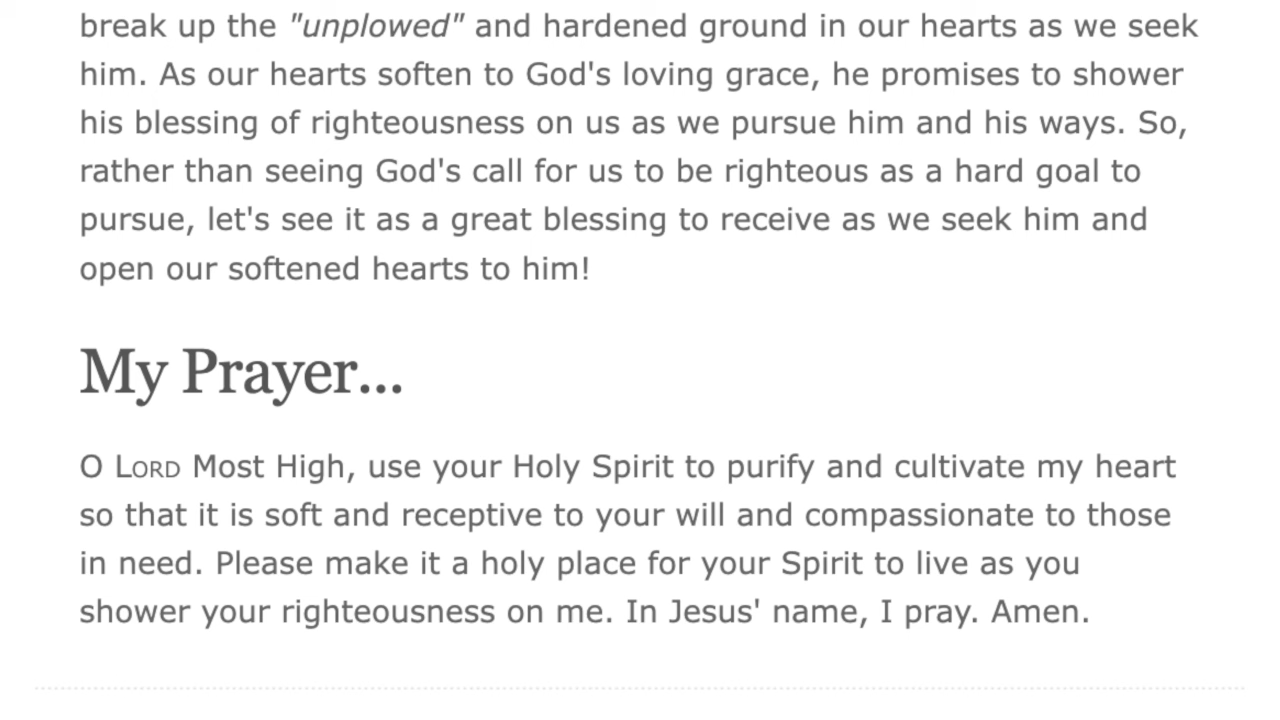 break up the "unplowed" and hardened ground in our hearts as we seek
him. As our hearts soften to God's loving grace, he promises to shower
his blessing of righteousness on us as we pursue him and his ways. So,
rather than seeing God's call for us to be righteous as a hard goal to
pursue, let's see it as a great blessing to receive as we seek him and
open our softened hearts to him!
My Prayer...
O LORD Most High, use your Holy Spirit to purify and cultivate my heart
so that it is soft and receptive to your will and compassionate to those
in need. Please make it a holy place for your Spirit to live as you
shower your righteousness on me. In Jesus' name, I pray. Amen.